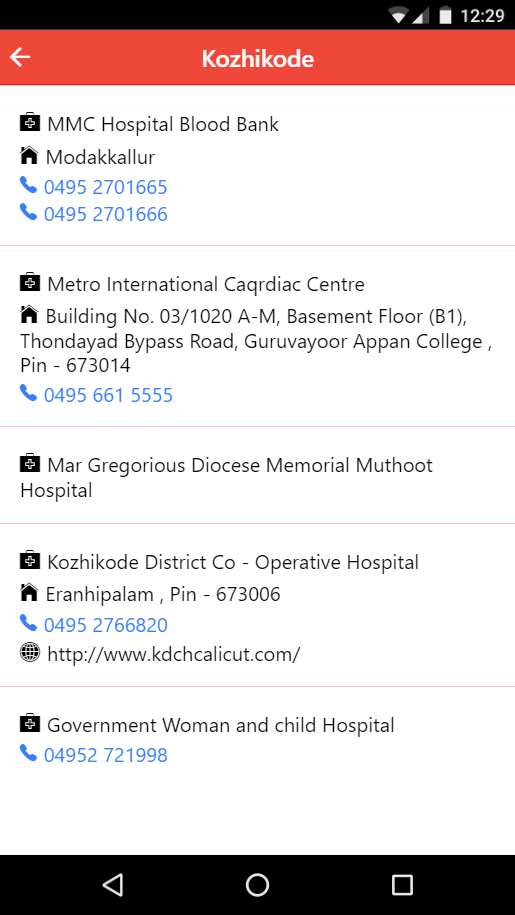 12:29
Kozhikode
MMC Hospital Blood Bank
Modakkallur
0495 2701665
0495 2701666
Metro International Caqrdiac Centre
Building No. 03/1020 A-M, Basement Floor (B1),
Thondayad Bypass Road, Guruvayoor Appan College ,
Pin - 673014
0495 661 5555
Mar Gregorious Diocese Memorial Muthoot
Hospital
Kozhikode District Co - Operative Hospital
Eranhipalam , Pin - 673006
0495 2766820
http://www.kdchcalicut.com/
Government Woman and child Hospital
04952 721998